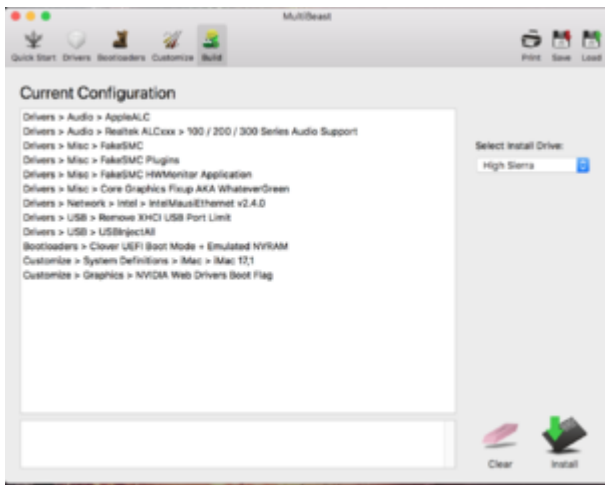 MultiBeast
Quick Start Drivers Bootloaders Customize Build
Print Save Load
Current Configuration
Drivers > Audio > AppleALC
Drivers > Audio > Realtek ALCxxx > 100 / 200 / 300 Series Audio Support
Drivers > Misc > FakeSMC
Drivers > Misc > FakeSMC Plugins
Drivers > Misc > FakeSMC HWMonitor Application
Drivers > Misc > Core Graphics Fixup AKA WhateverGreen
Drivers > Network > Intel > IntelMausiEthernet v2.4.0
Drivers > USB > Remove XHCI USB Port Limit
Drivers > USB > USBInjectAll
Bootloaders > Clover UEFI Boot Mode + Emulated NVRAM
Customize > System Definitions > iMac > iMac 17,1
Customize > Graphics > NVIDIA Web Drivers Boot Flag
Select Install Drive:
High Sierra
Clear
Install